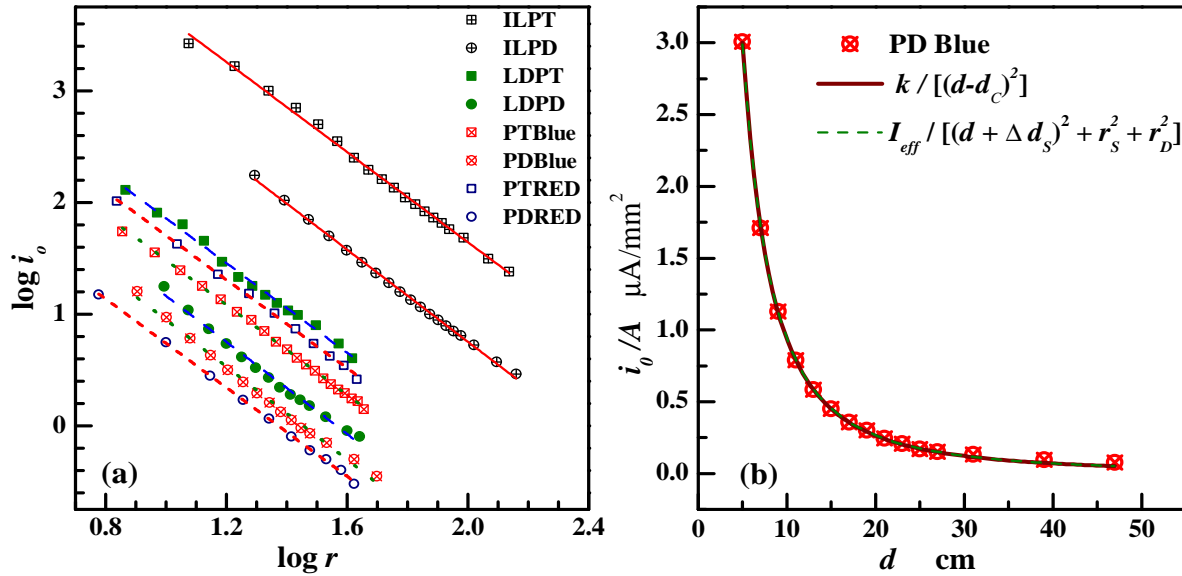 ILPT
ILPD
LDPT
LDPD
PTBlue
PDBlue
PTRED
PDRED
3
2
1
0
log i_o
(a)
0.8 1.2 1.6 2.0 2.4
log r
PD Blue
k / [(d-d_C)^2]
I_eff / [(d + Δ d_S)^2 + r_S^2 + r_D^2]
3.0
2.5
2.0
1.5
1.0
0.5
0.0
i_0 /A μA/mm^2
(b)
0 10 20 30 40 50
d cm